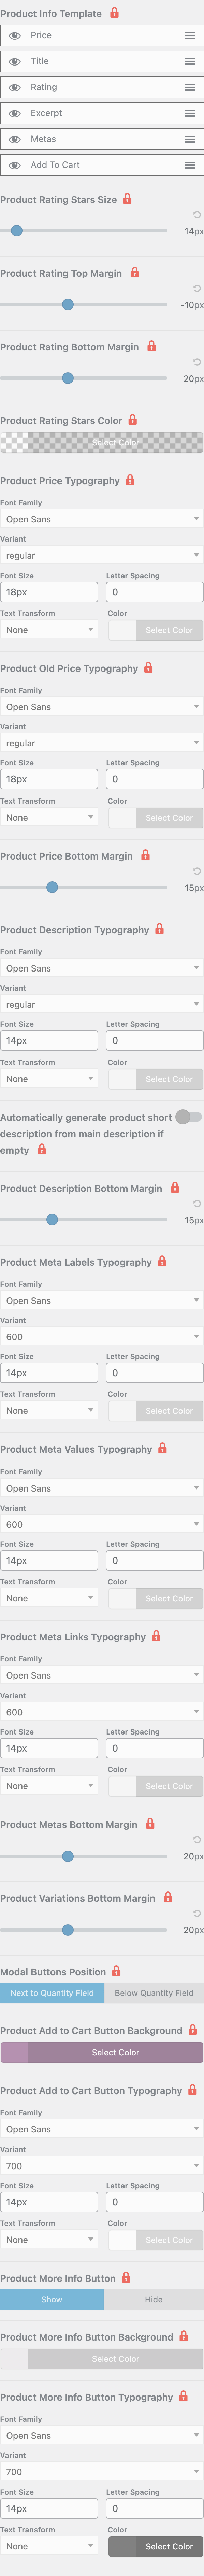 Product Info Template
Price
Title
Rating
Excerpt
Metas
Add To Cart
Product Rating Stars Size
14px
Product Rating Top Margin
-10px
Product Rating Bottom Margin
20px
Product Rating Stars Color
Select Color
Product Price Typography
Font Family
Open Sans
Variant
regular
Font Size Letter Spacing
18px 0
Text Transform Color
None Select Color
Product Old Price Typography
Font Family
Open Sans
Variant
regular
Font Size Letter Spacing
18px 0
Text Transform Color
None Select Color
Product Price Bottom Margin
15px
Product Description Typography
Font Family
Open Sans
Variant
regular
Font Size Letter Spacing
14px 0
Text Transform Color
None Select Color
Automatically generate product short
description from main description if
empty
Product Description Bottom Margin
15px
Product Meta Labels Typography
Font Family
Open Sans
Variant
600
Font Size Letter Spacing
14px 0
Text Transform Color
None Select Color
Product Meta Values Typography
Font Family
Open Sans
Variant
600
Font Size Letter Spacing
14px 0
Text Transform Color
None Select Color
Product Meta Links Typography
Font Family
Open Sans
Variant
600
Font Size Letter Spacing
14px 0
Text Transform Color
None Select Color
Product Metas Bottom Margin
20px
Product Variations Bottom Margin
20px
Modal Buttons Position
Next to Quantity Field Below Quantity Field
Product Add to Cart Button Background
Select Color
Product Add to Cart Button Typography
Font Family
Open Sans
Variant
700
Font Size Letter Spacing
14px 0
Text Transform Color
None Select Color
Product More Info Button
Show Hide
Product More Info Button Background
Select Color
Product More Info Button Typography
Font Family
Open Sans
Variant
700
Font Size Letter Spacing
14px 0
Text Transform Color
None Select Color